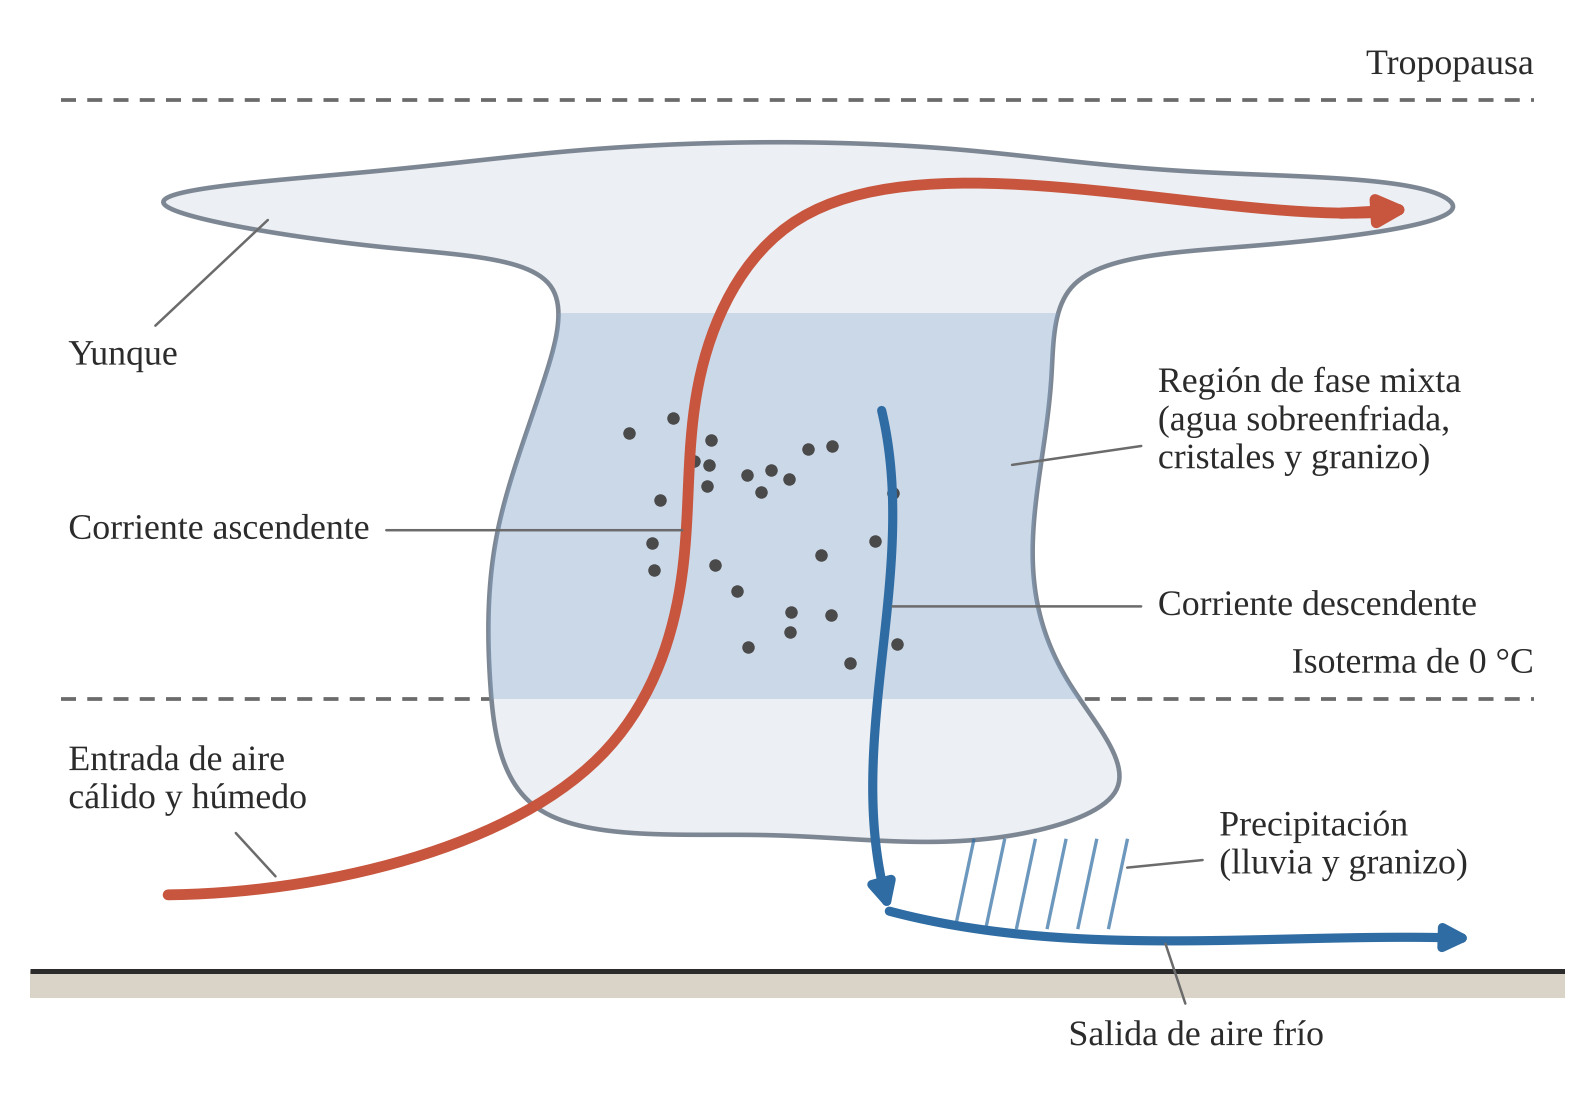 Tropopausa
Yunque
Región de fase mixta
(agua sobreenfriada,
cristales y granizo)
Corriente ascendente
Corriente descendente
Isoterma de 0 °C
Entrada de aire
cálido y húmedo
Precipitación
(lluvia y granizo)
Salida de aire frío